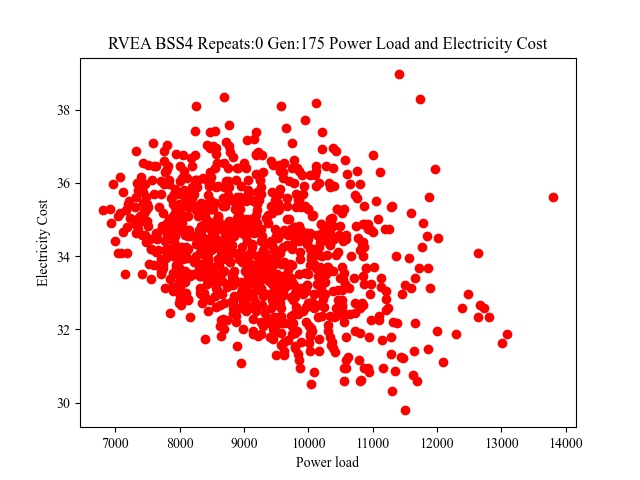 RVEA BSS4 Repeats:0 Gen:175 Power Load and Electricity Cost
38
36
34
32
30
Electricity Cost
7000 8000 9000 10000 11000 12000 13000 14000
Power load